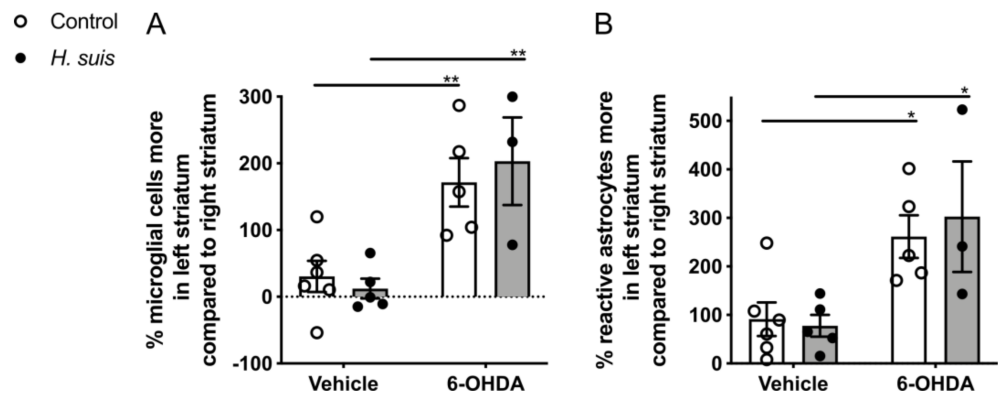 Control
H. suis
A
**
**
% microglial cells more
in left striatum
compared to right striatum
300
200
100
0
-100
Vehicle
6-OHDA
B
*
*
% reactive astrocytes more
in left striatum
compared to right striatum
500
400
300
200
100
0
Vehicle
6-OHDA